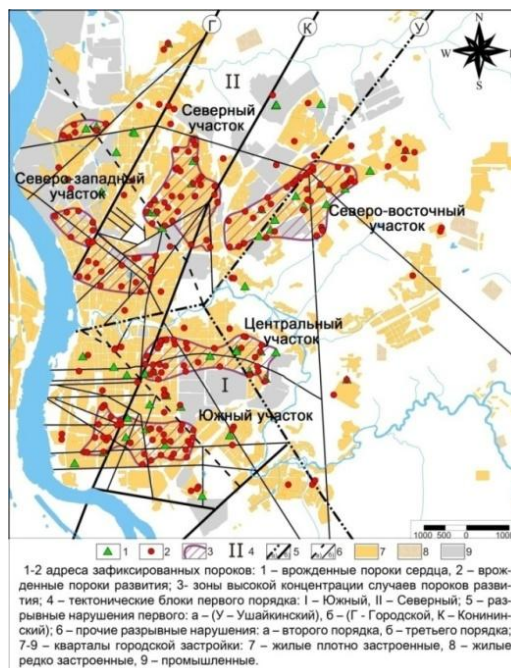 Г
К
У
N
W
E
S
II
Северный
участок
Северо-западный
участок
Северо-восточный
участок
Центральный
участок
I
Южный участок
1000 500 0 1000
1 2 3 II 4 5 6 7 8 9
1-2 адреса зафиксированных пороков: 1 – врожденные пороки сердца, 2 – врож-
денные пороки развития; 3- зоны высокой концентрации случаев пороков разви-
тия; 4 – тектонические блоки первого порядка: I – Южный, II – Северный; 5 – раз-
рывные нарушения первого: а – (У – Ушайкинский), б – (Г - Городской, К – Конинин-
ский); 6 – прочие разрывные нарушения: а – второго порядка, б – третьего порядка;
7-9 – кварталы городской застройки: 7 – жилые плотно застроенные, 8 – жилые
редко застроенные, 9 – промышленные.